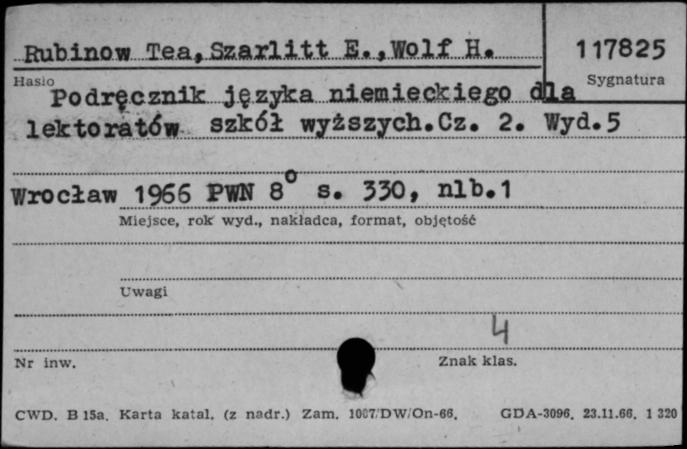 Rubinow Tea, Szarlitt E., Wolf H.
117825
Hasło
Sygnatura
Podręcznik języka niemieckiego dla
lektoratów szkół wyższych. Cz. 2. Wyd. 5
Wrocław 1966 PWN 8° s. 330, nlb. 1
Miejsce, rok wyd., nakładca, format, objętość
Uwagi
4
Nr inw.
Znak klas.
CWD. B 15a. Karta katal. (z nadr.) Zam. 1067/DW/On-66. GDA-3096. 23.11.66. 1 320